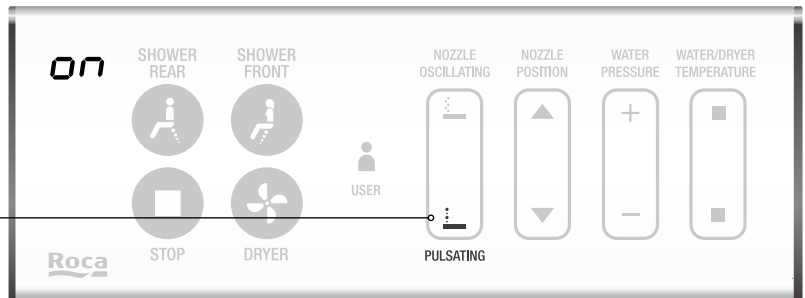 on
SHOWER
REAR
SHOWER
FRONT
NOZZLE
OSCILLATING
NOZZLE
POSITION
WATER
PRESSURE
WATER/DRYER
TEMPERATURE
USER
STOP
DRYER
PULSATING
Roca